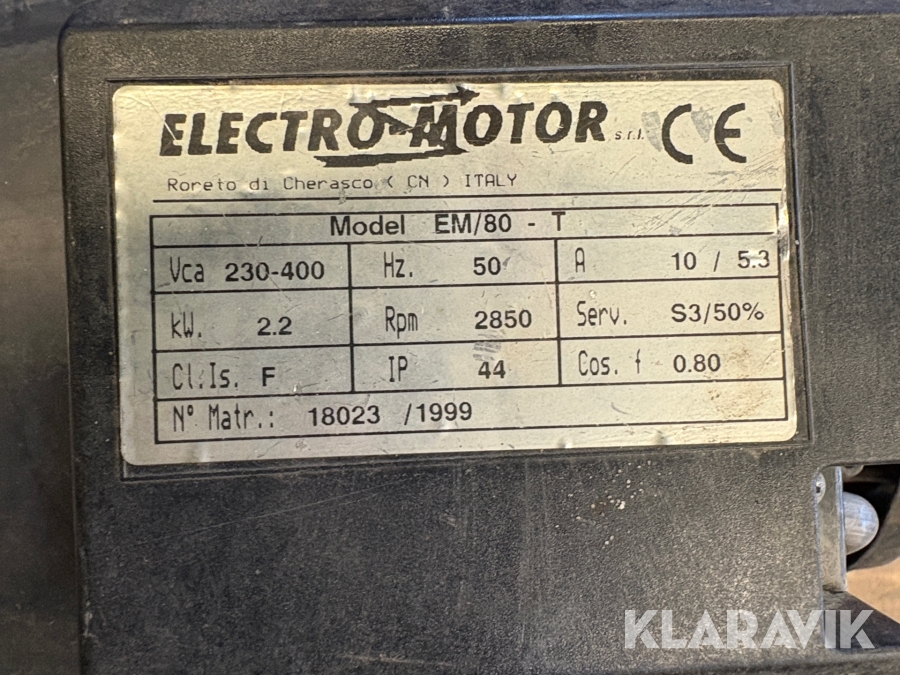 ELECTRO-MOTOR s.r.l. CE
Roreto di Cherasco ( CN ) ITALY
Model EM/80 - T
Vca 230-400 Hz. 50 A 10 / 5.3
kW. 2.2 Rpm 2850 Serv. S3/50%
Cl.Is. F IP 44 Cos. f 0.80
N° Matr.: 18023 /1999
KLARAVIK